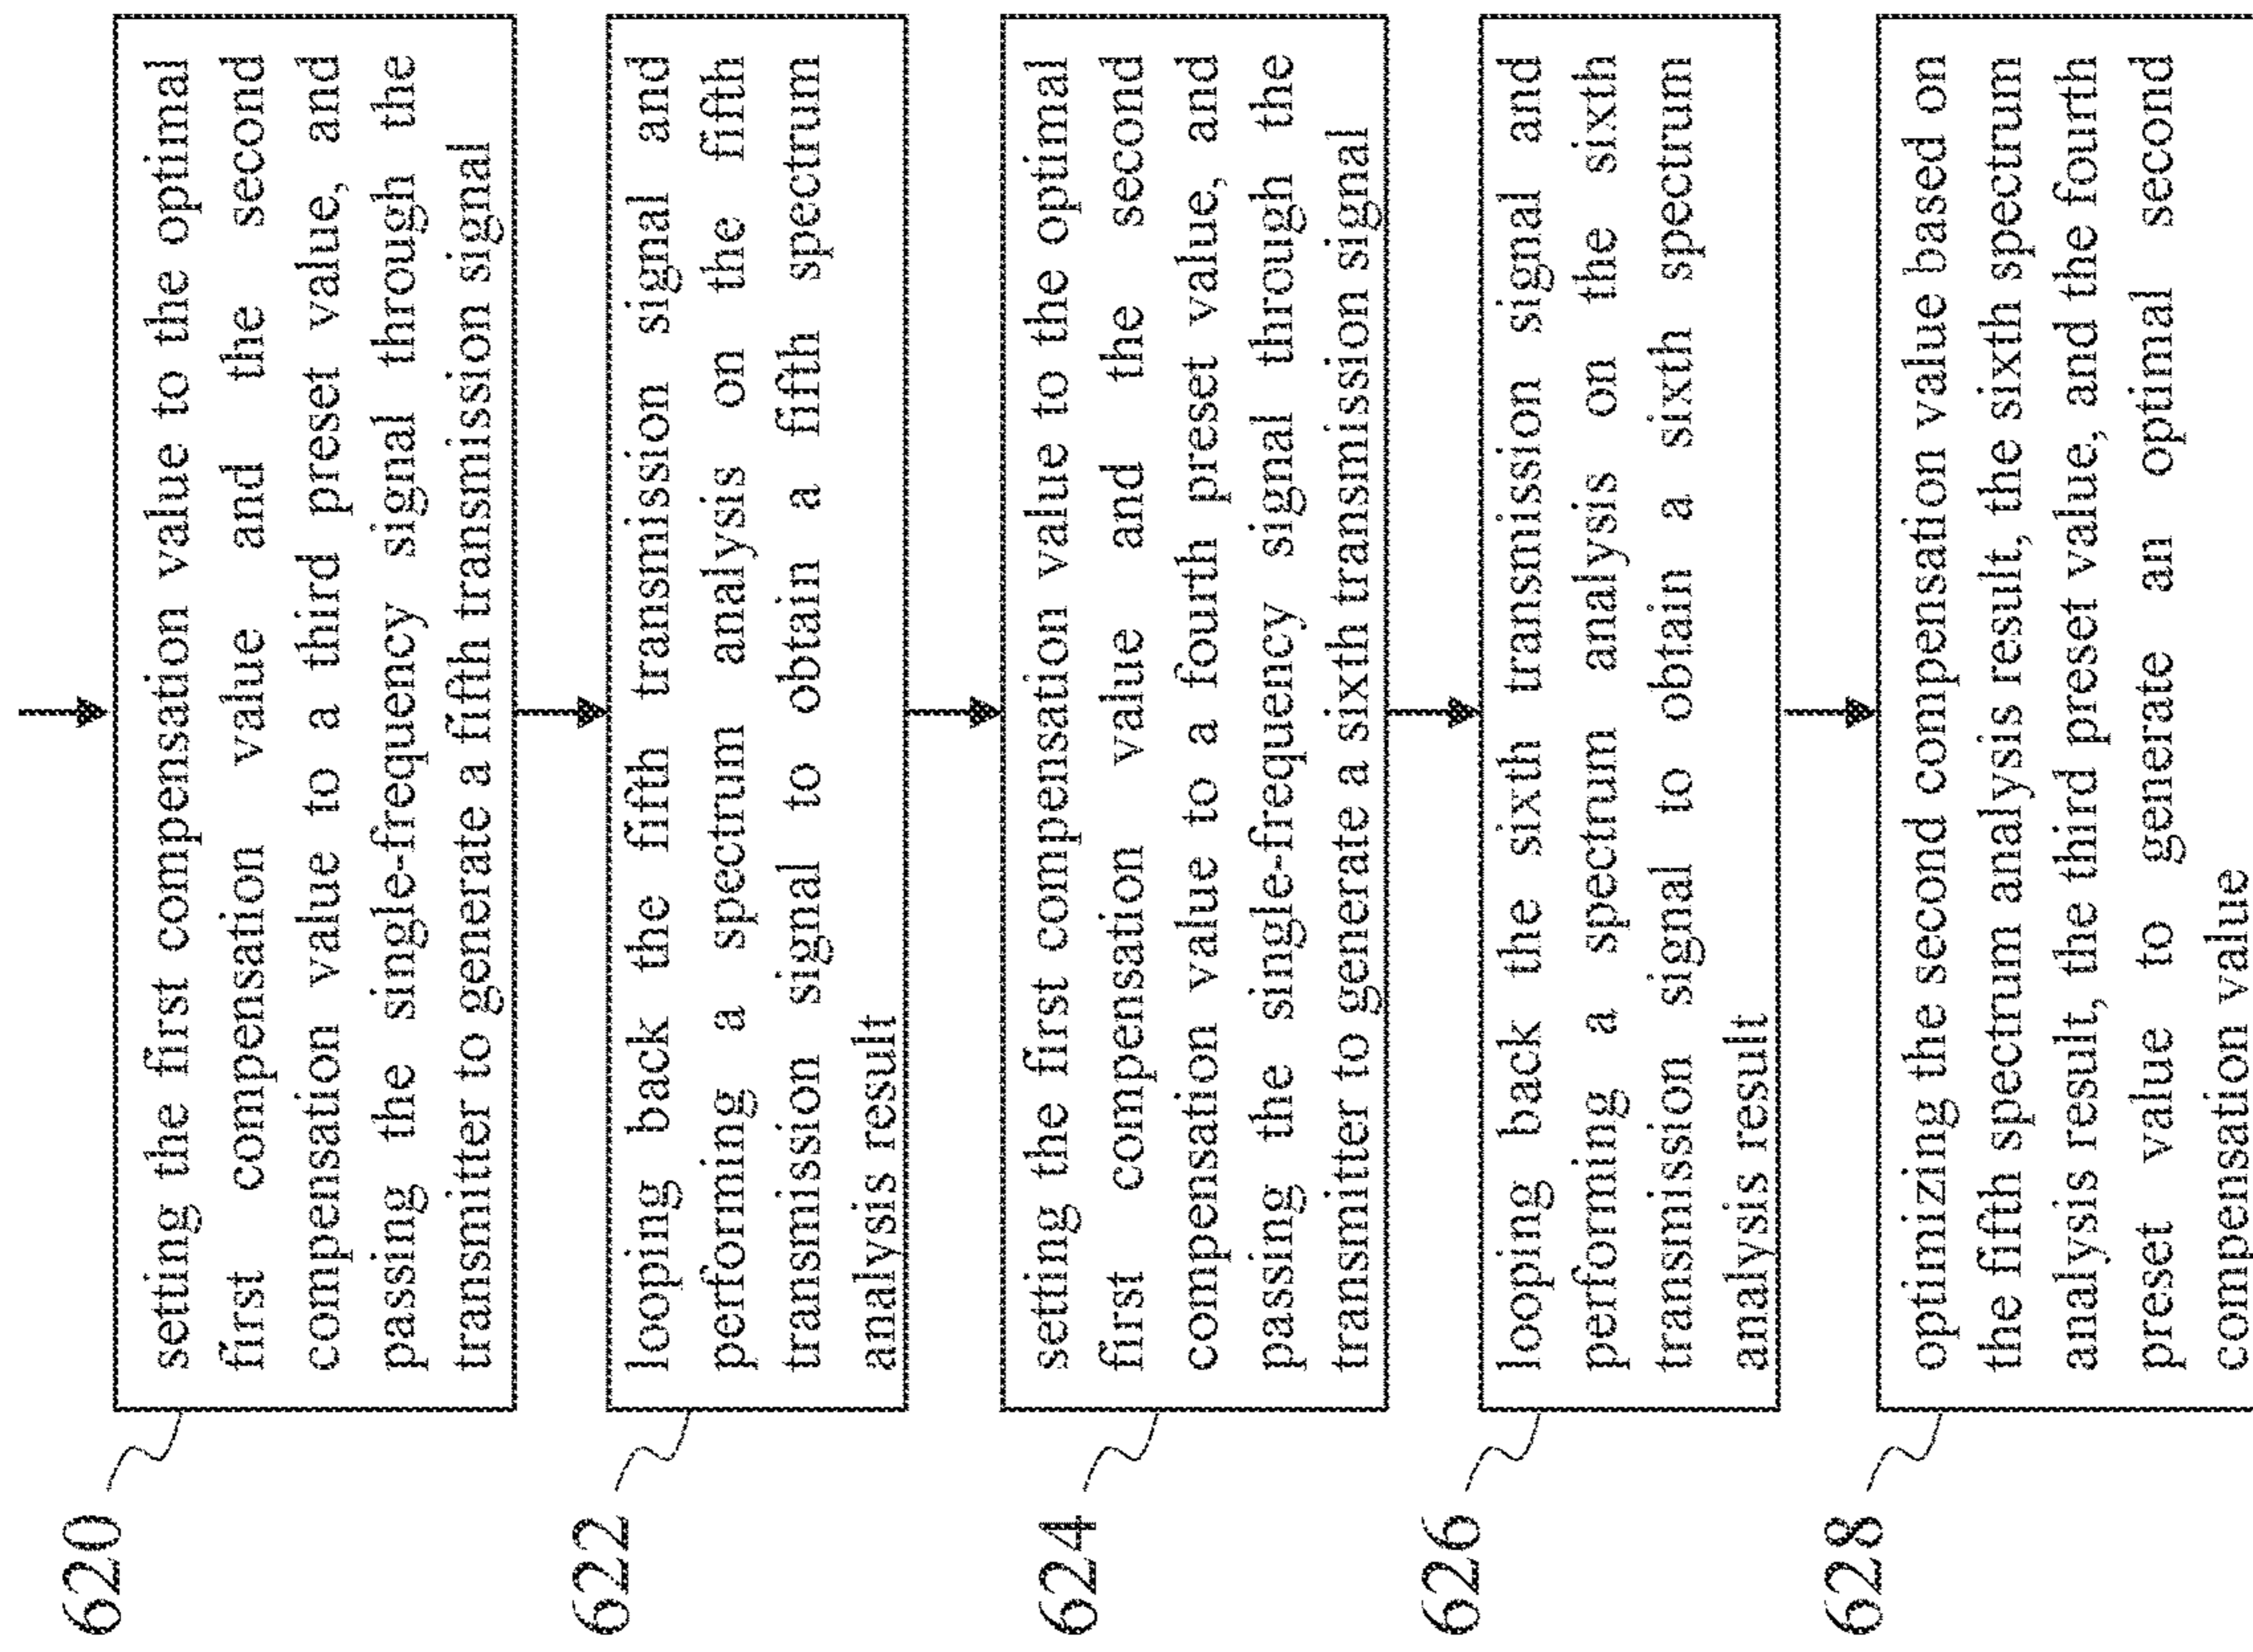 620
setting the first compensation value to the optimal
first compensation value and the second
compensation value to a third preset value, and
passing the single-frequency signal through the
transmitter to generate a fifth transmission signal
622
looping back the fifth transmission signal and
performing a spectrum analysis on the fifth
transmission signal to obtain a fifth spectrum
analysis result
624
setting the first compensation value to the optimal
first compensation value and the second
compensation value to a fourth preset value, and
passing the single-frequency signal through the
transmitter to generate a sixth transmission signal
626
looping back the sixth transmission signal and
performing a spectrum analysis on the sixth
transmission signal to obtain a sixth spectrum
analysis result
628
optimizing the second compensation value based on
the fifth spectrum analysis result, the sixth spectrum
analysis result, the third preset value, and the fourth
preset value to generate an optimal second
compensation value